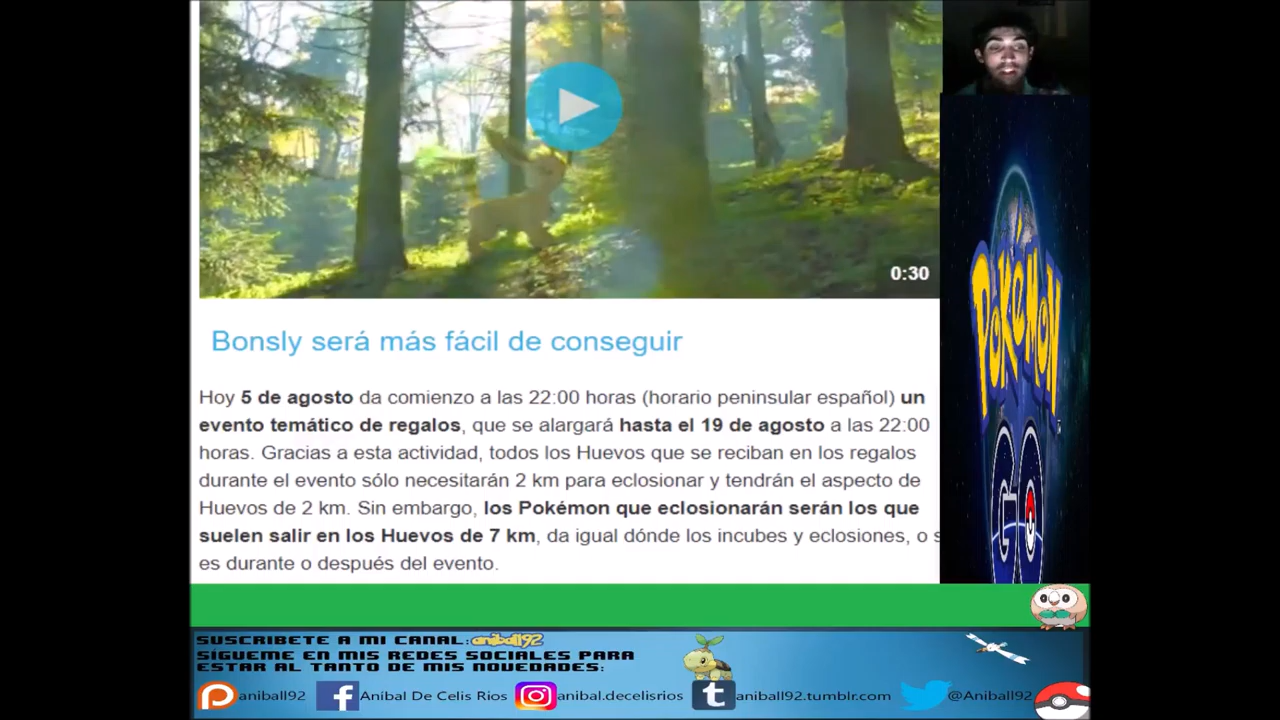 0:30
Bonsly será más fácil de conseguir
Hoy 5 de agosto da comienzo a las 22:00 horas (horario peninsular español) un
evento temático de regalos, que se alargará hasta el 19 de agosto a las 22:00
horas. Gracias a esta actividad, todos los Huevos que se reciban en los regalos
durante el evento sólo necesitarán 2 km para eclosionar y tendrán el aspecto de
Huevos de 2 km. Sin embargo, los Pokémon que eclosionarán serán los que
suelen salir en los Huevos de 7 km, da igual dónde los incubes y eclosiones, o s
es durante o después del evento.
POKéMON
GO
SUSCRIBETE A MI CANAL: aniball92
SÍGUEME EN MIS REDES SOCIALES PARA
ESTAR AL TANTO DE MIS NOVEDADES:
aniball92 Aníbal De Celis Rios anibal.decelisrios aniball92.tumblr.com @Aniball92